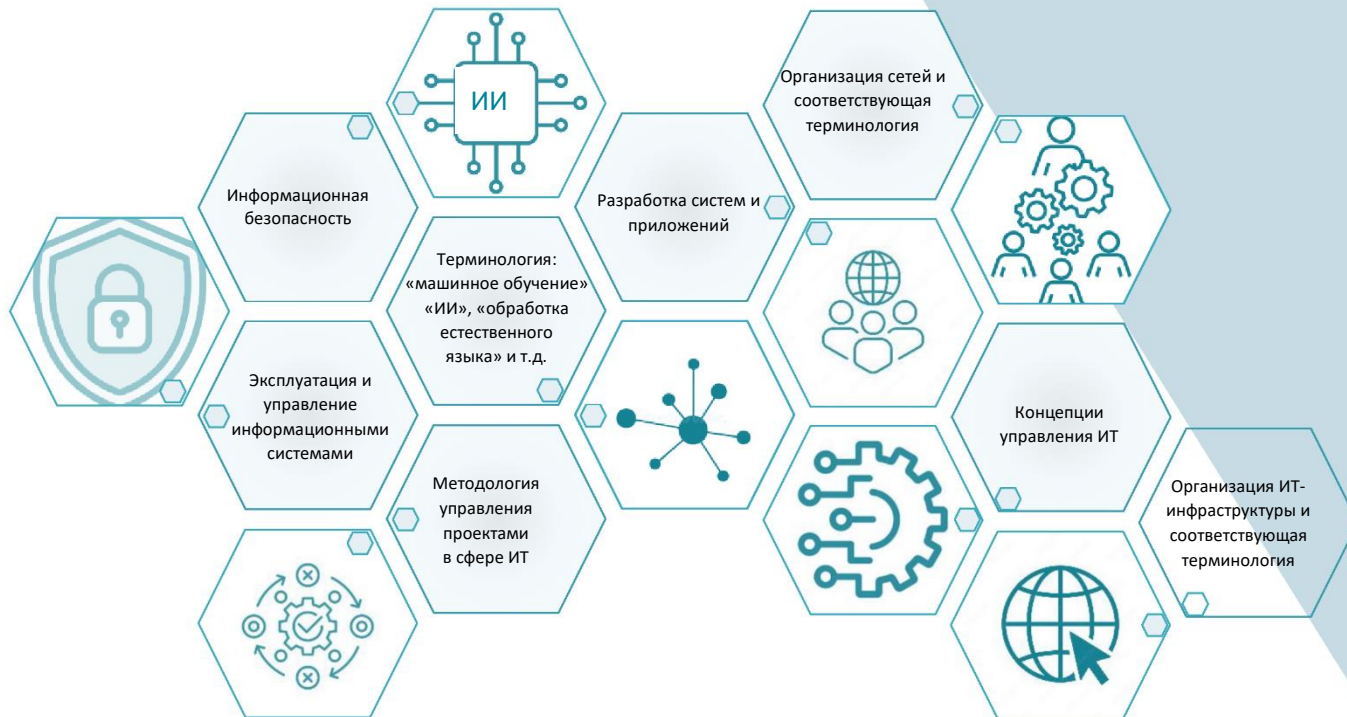 ИИ
Организация сетей и
соответствующая
терминология
Информационная
безопасность
Разработка систем и
приложений
Терминология:
«машинное обучение»
«ИИ», «обработка
естественного
языка» и т.д.
Эксплуатация и
управление
информационными
системами
Концепции
управления ИТ
Методология
управления
проектами
в сфере ИТ
Организация ИТ-
инфраструктуры и
соответствующая
терминология